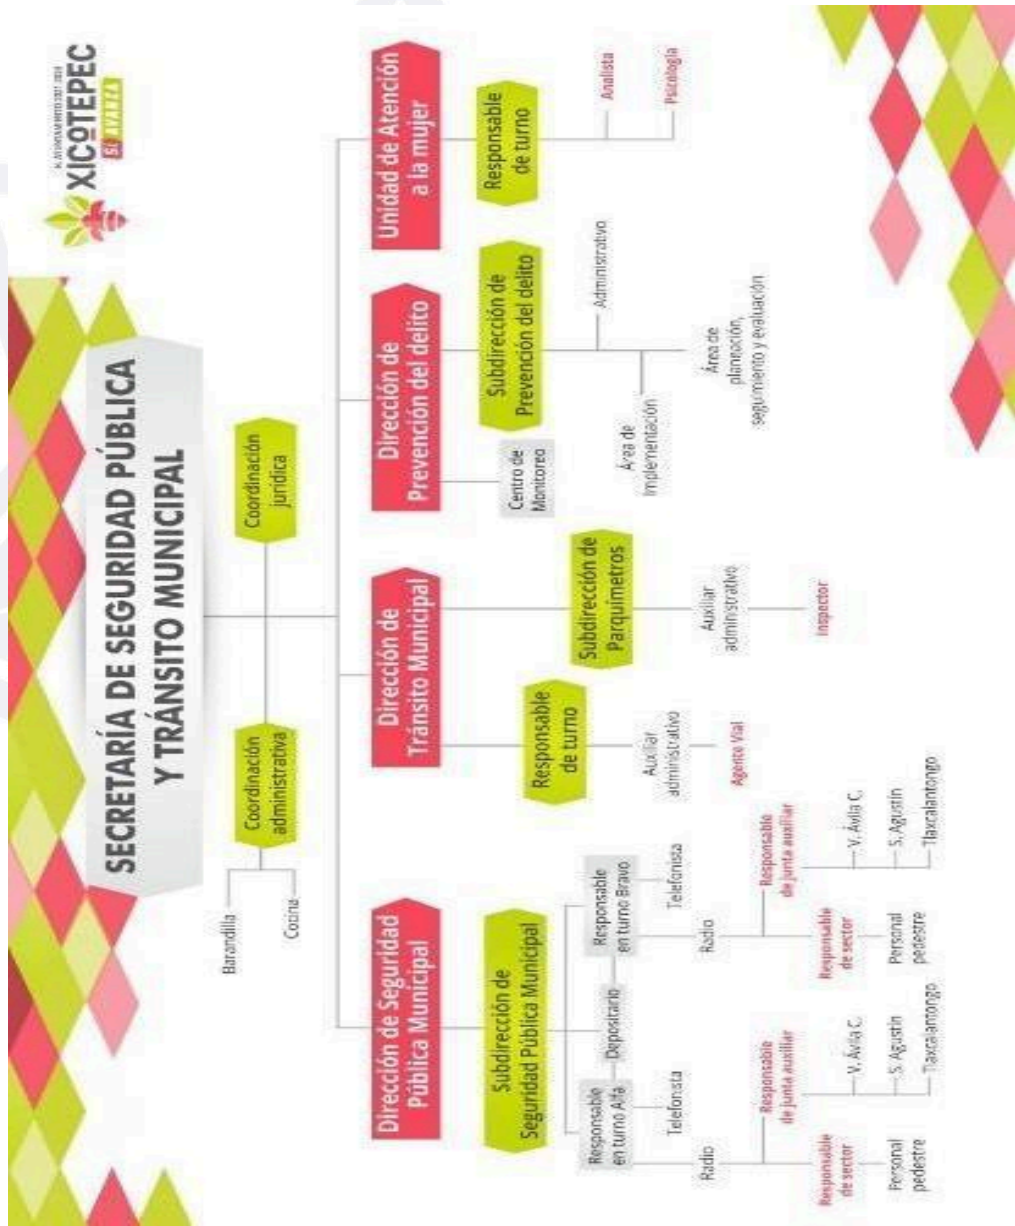 H. AYUNTAMIENTO 2021-2024
XICOTEPEC
SÍ AVANZA
SECRETARÍA DE SEGURIDAD PÚBLICA
Y TRÁNSITO MUNICIPAL
Coordinación
administrativa
Coordinación
jurídica
Barandilla
Cocina
Dirección de Seguridad
Pública Municipal
Dirección de
Tránsito Municipal
Dirección de
Prevención del delito
Unidad de Atención
a la mujer
Subdirección de
Seguridad Pública Municipal
Responsable
en turno Alfa
Depositario
Responsable
en turno Bravo
Telefonista
Radio
Telefonista
Radio
Responsable
de junta auxiliar
Responsable
de sector
V. Ávila C.
S. Agustín
Tlaxcalantongo
Personal
pedestre
Responsable
de junta auxiliar
Responsable
de sector
V. Ávila C.
S. Agustín
Tlaxcalantongo
Personal
pedestre
Responsable
de turno
Auxiliar
administrativo
Agente Vial
Subdirección de
Parquímetros
Auxiliar
administrativo
Inspector
Centro de
Monitoreo
Subdirección de
Prevención del delito
Administrativo
Área de
Implementación
Área de
planeación,
seguimiento y evaluación
Responsable
de turno
Analista
Psicología